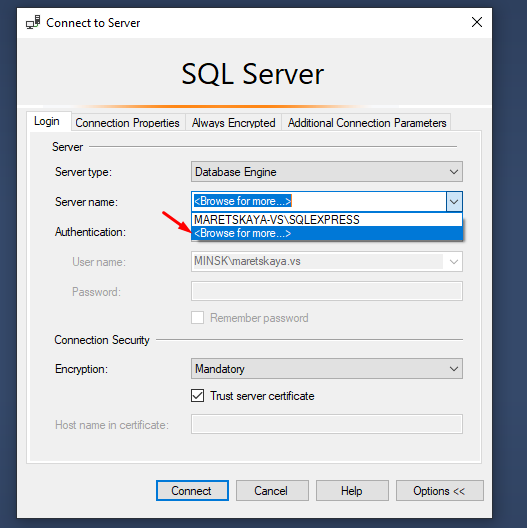 Connect to Server
SQL Server
Login Connection Properties Always Encrypted Additional Connection Parameters
Server
Server type: Database Engine
Server name: <Browse for more...>
MARETSKAYA-VS\SQLEXPRESS
Authentication: <Browse for more...>
User name: MINSK\maretskaya.vs
Password:
Remember password
Connection Security
Encryption: Mandatory
Trust server certificate
Host name in certificate:
Connect Cancel Help Options <<